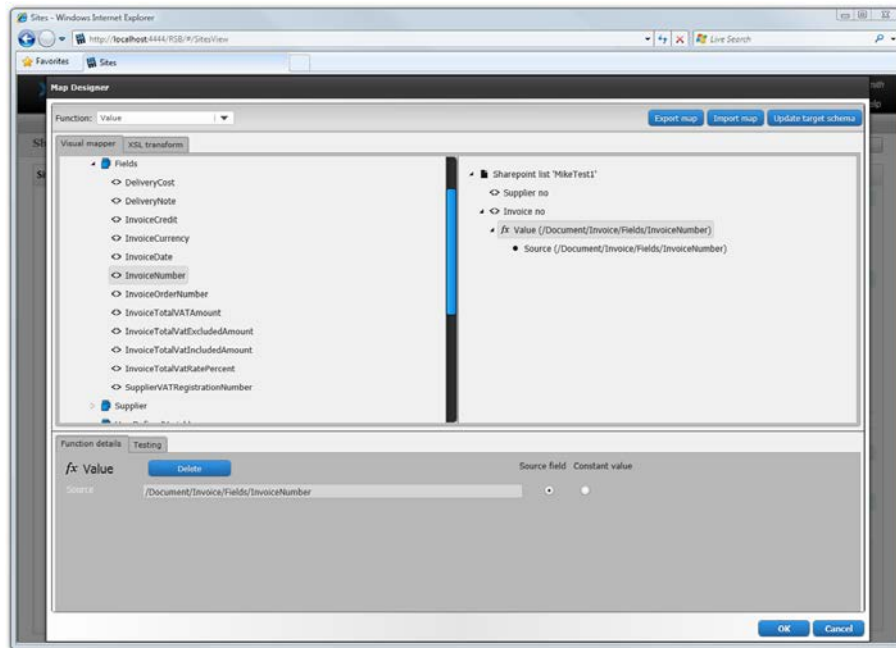 Sites - Windows Internet Explorer
http://localhost:4444/RSB/#/SitesView
Live Search
Favorites
Sites
Map Designer
Function: Value
Export map
Import map
Update target schema
Visual mapper
XSL transform
Fields
DeliveryCost
DeliveryNote
InvoiceCredit
InvoiceCurrency
InvoiceDate
InvoiceNumber
InvoiceOrderNumber
InvoiceTotalVATAmount
InvoiceTotalVatExcludedAmount
InvoiceTotalVatIncludedAmount
InvoiceTotalVatRatePercent
SupplierVATRegistrationNumber
Supplier
Sharepoint list 'MikeTest1'
Supplier no
Invoice no
fx Value (/Document/Invoice/Fields/InvoiceNumber)
Source (/Document/Invoice/Fields/InvoiceNumber)
Function details
Testing
fx Value
Delete
Source field
Constant value
Source
/Document/Invoice/Fields/InvoiceNumber
OK
Cancel